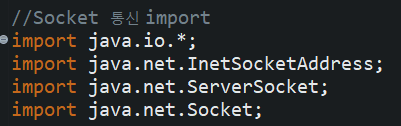 //Socket 통신 import
import java.io.*;
import java.net.InetSocketAddress;
import java.net.ServerSocket;
import java.net.Socket;